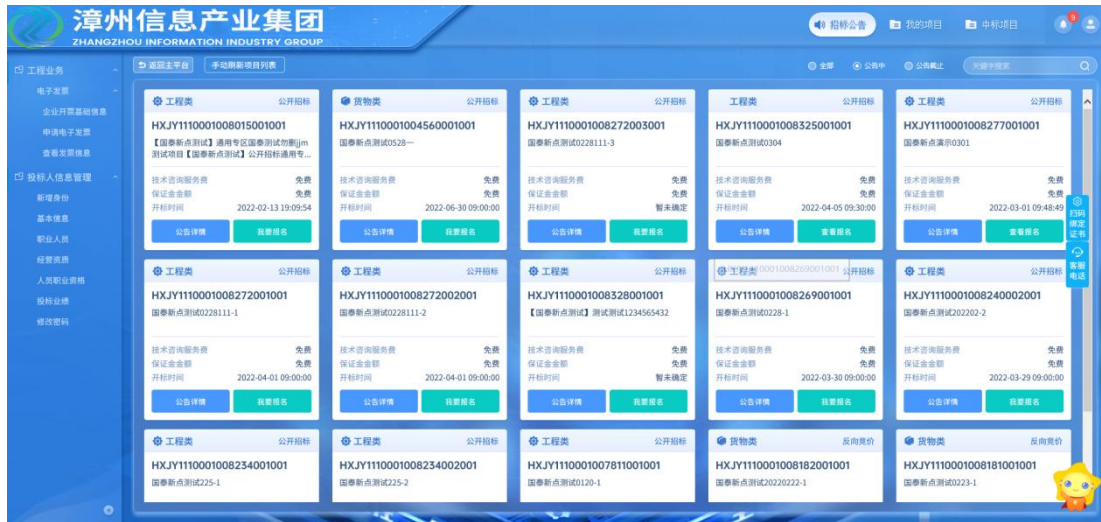 漳州信息产业集团
ZHANGZHOU INFORMATION INDUSTRY GROUP
招标公告
我的项目
中标项目
9
工程业务
电子发票
企业开票基础信息
申请电子发票
查看发票信息
投标人信息管理
新增身份
基本信息
职业人员
经营资质
人员职业资格
投标业绩
修改密码
返回主平台
手动刷新项目列表
全部
公告中
公告截止
关键字搜索
工程类 公开招标
HXJY1110001008015001001
【国泰新点测试】通用专区国泰测试勿删jjm
测试项目【国泰新点测试】公开招标通用专...
技术咨询服务费 免费
保证金金额 免费
开标时间 2022-02-13 19:09:54
公告详情 我要报名
货物类 公开招标
HXJY1110001004560001001
国泰新点测试0528一
技术咨询服务费 免费
保证金金额 免费
开标时间 2022-06-30 09:00:00
公告详情 我要报名
工程类 公开招标
HXJY1110001008272003001
国泰新点测试0228111-3
技术咨询服务费 免费
保证金金额 免费
开标时间 暂未确定
公告详情 我要报名
工程类 公开招标
HXJY1110001008325001001
国泰新点测试0304
技术咨询服务费 免费
保证金金额 免费
开标时间 2022-04-05 09:30:00
公告详情 查看报名
工程类 公开招标
HXJY1110001008277001001
国泰新点演示0301
技术咨询服务费 免费
保证金金额 免费
开标时间 2022-03-01 09:48:49
公告详情 查看报名
工程类 公开招标
HXJY1110001008272001001
国泰新点测试0228111-1
技术咨询服务费 免费
保证金金额 免费
开标时间 2022-04-01 09:00:00
公告详情 我要报名
工程类 公开招标
HXJY1110001008272002001
国泰新点测试0228111-2
技术咨询服务费 免费
保证金金额 免费
开标时间 2022-04-01 09:00:00
公告详情 我要报名
工程类 公开招标
HXJY1110001008328001001
【国泰新点测试】测试测试1234565432
技术咨询服务费 免费
保证金金额 免费
开标时间 暂未确定
公告详情 我要报名
工程类 公开招标
HXJY1110001008269001001
国泰新点测试0228-1
技术咨询服务费 免费
保证金金额 免费
开标时间 2022-03-30 09:00:00
公告详情 我要报名
工程类 公开招标
HXJY1110001008240002001
国泰新点测试202202-2
技术咨询服务费 免费
保证金金额 免费
开标时间 2022-03-29 09:00:00
公告详情 我要报名
工程类 公开招标
HXJY1110001008234001001
国泰新点测试225-1
工程类 公开招标
HXJY1110001008234002001
国泰新点测试225-2
工程类 公开招标
HXJY1110001007811001001
国泰新点测试0120-1
货物类 反向竞价
HXJY1110001008182001001
国泰新点测试20220222-1
货物类 反向竞价
HXJY1110001008181001001
国泰新点测试0223-1
扫码
绑定
证书
客服
电话